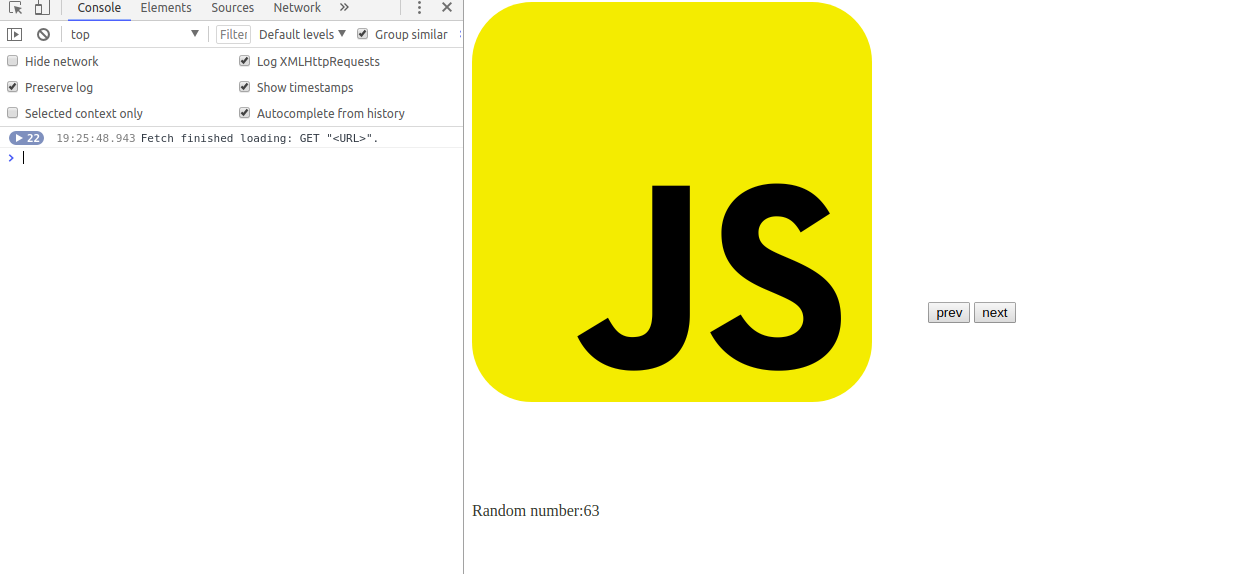 Console Elements Sources Network »
top Filter Default levels Group similar
Hide network Log XMLHttpRequests
Preserve log Show timestamps
Selected context only Autocomplete from history
22 19:25:48.943 Fetch finished loading: GET "<URL>".
JS
prev next
Random number:63